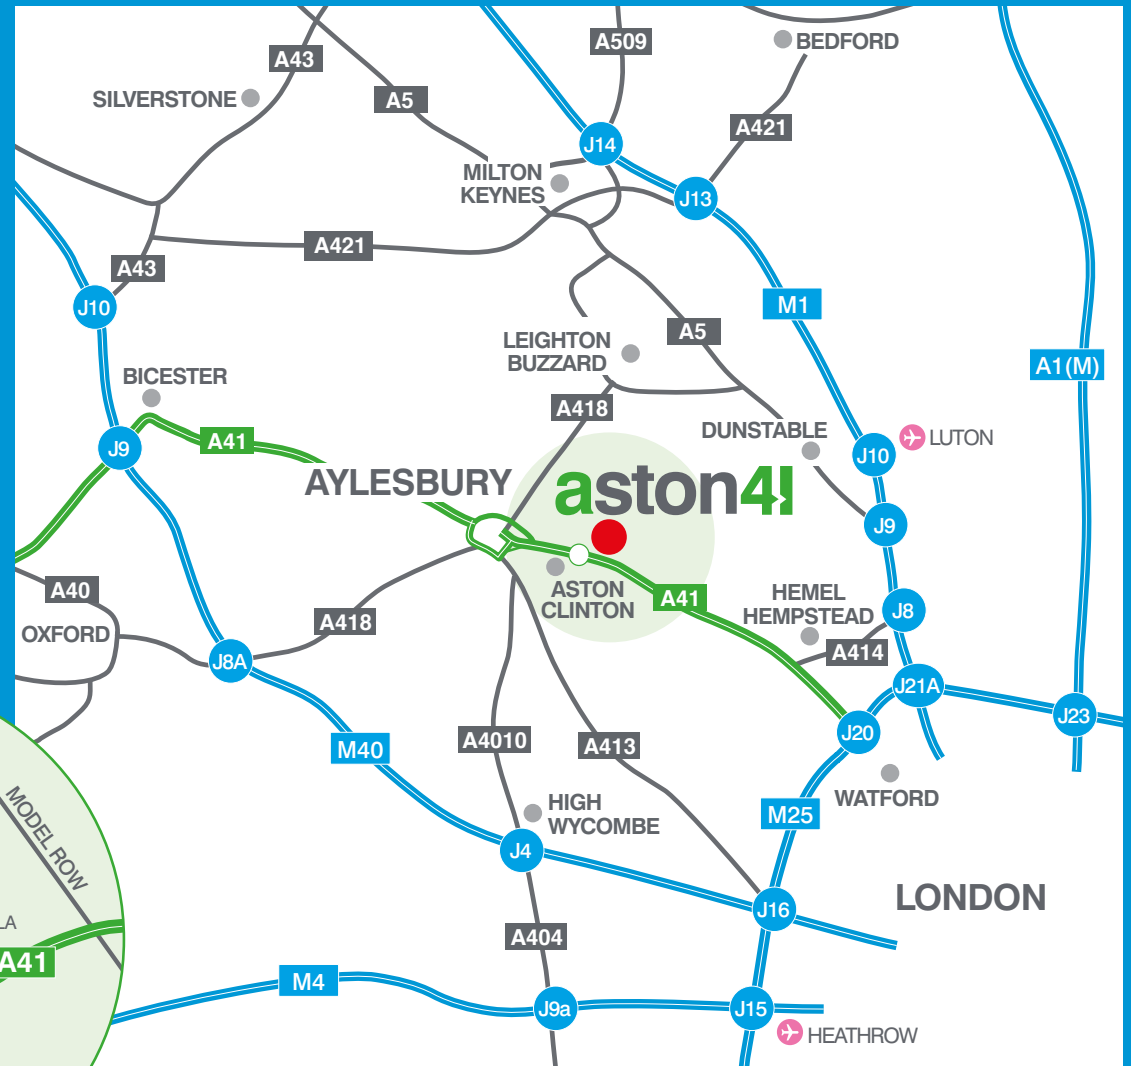 A509
BEDFORD
A43
SILVERSTONE
A5
A421
J14
MILTON
KEYNES
J13
A421
A43
J10
M1
A5
LEIGHTON
BUZZARD
A1(M)
BICESTER
A418
DUNSTABLE
LUTON
J9
A41
J10
AYLESBURY
aston41
J9
A40
ASTON
CLINTON
A41
HEMEL
HEMPSTEAD
J8
OXFORD
A418
A414
J8A
J21A
J23
J20
M40
A4010
A413
WATFORD
HIGH
WYCOMBE
M25
MODEL ROW
J4
LONDON
J16
LA
A404
A41
M4
J9a
J15
HEATHROW